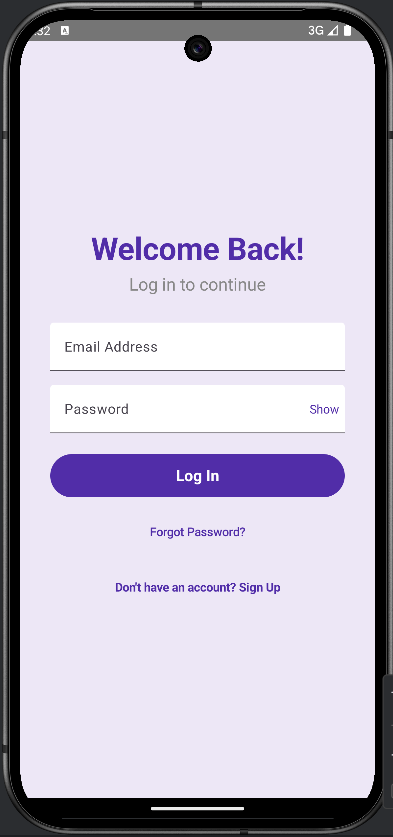 :32 A 3G
Welcome Back!
Log in to continue
Email Address
Password Show
Log In
Forgot Password?
Don't have an account? Sign Up